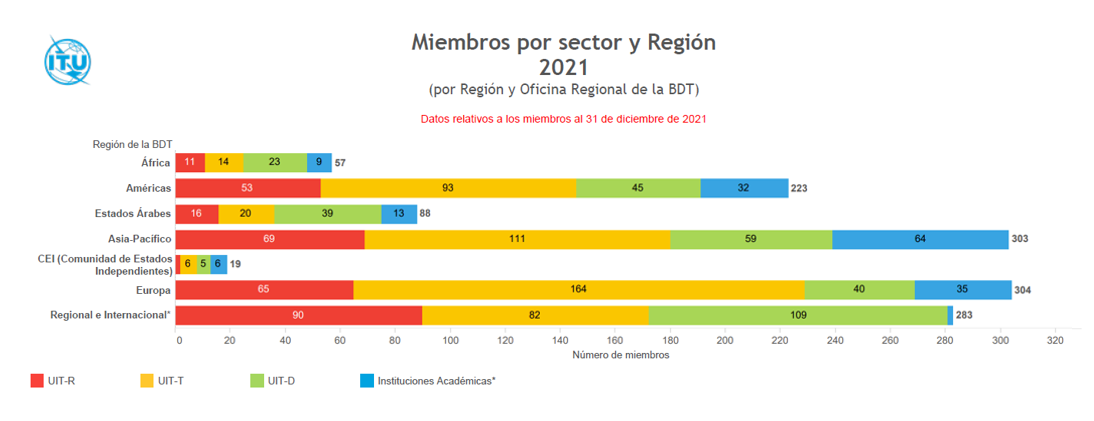 ITU
Miembros por sector y Región
2021
(por Región y Oficina Regional de la BDT)
Datos relativos a los miembros al 31 de diciembre de 2021
Región de la BDT
África 11 14 23 9 57
Américas 53 93 45 32 223
Estados Árabes 16 20 39 13 88
Asia-Pacífico 69 111 59 64 303
CEI (Comunidad de Estados
Independientes) 6 5 6 19
Europa 65 164 40 35 304
Regional e Internacional* 90 82 109 283
0 20 40 60 80 100 120 140 160 180 200 220 240 260 280 300 320
Número de miembros
UIT-R UIT-T UIT-D Instituciones Académicas*